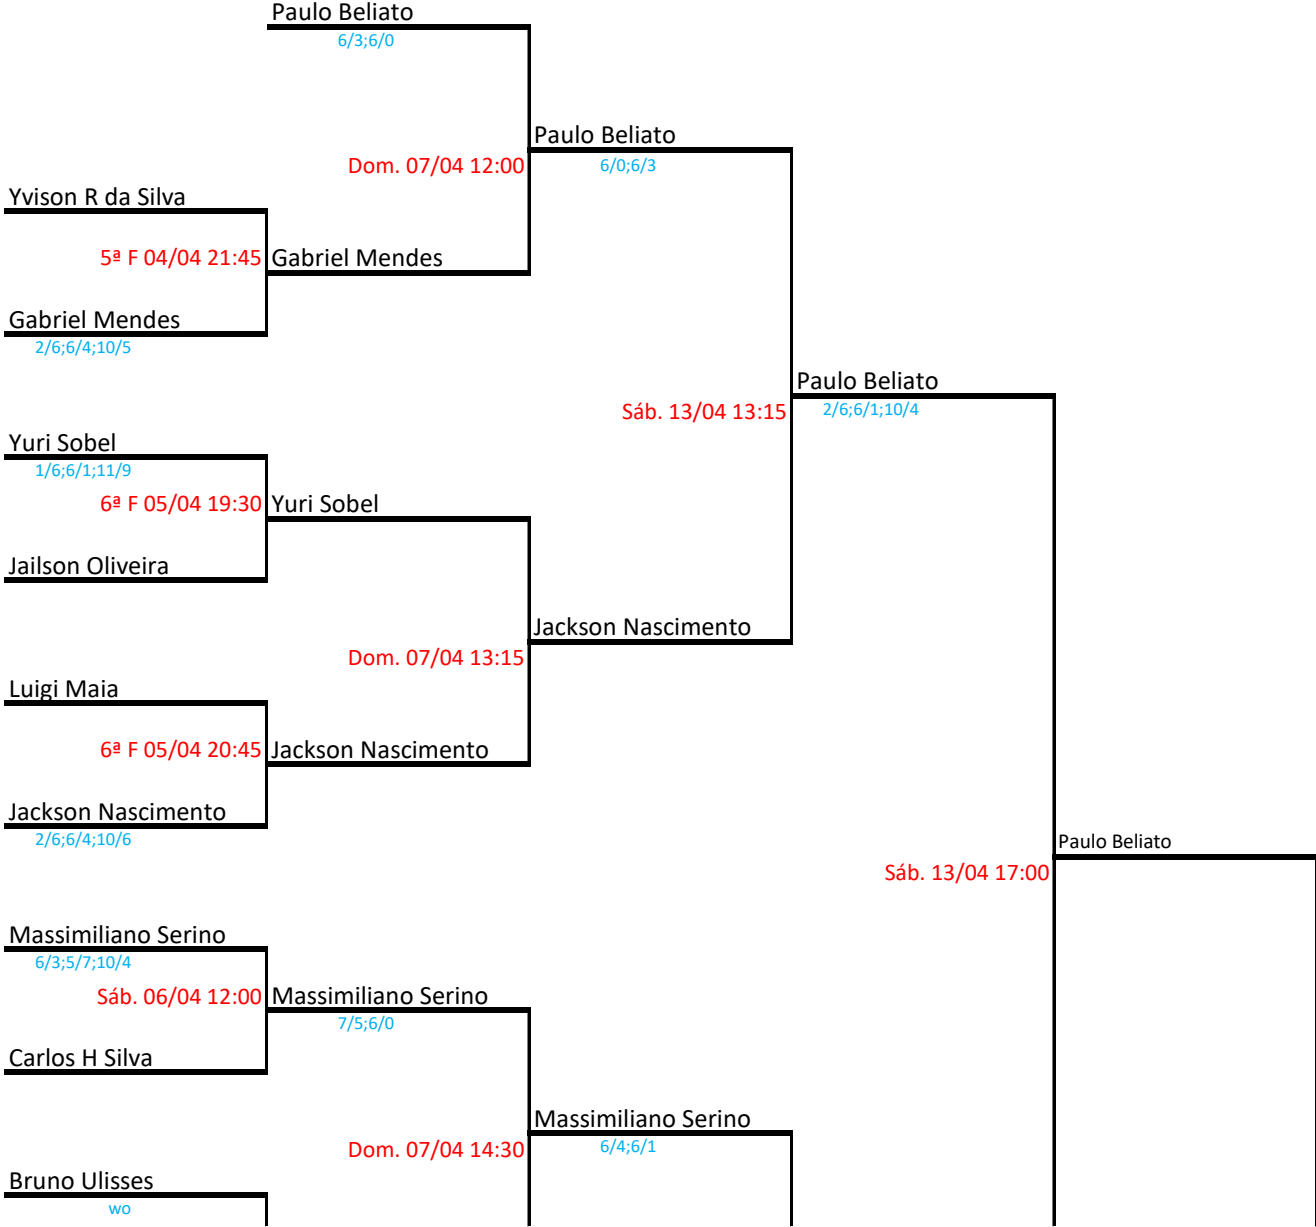 Paulo Beliato
6/3;6/0
Paulo Beliato
Dom. 07/04 12:00
6/0;6/3
Yvison R da Silva
5ª F 04/04 21:45
Gabriel Mendes
Gabriel Mendes
2/6;6/4;10/5
Paulo Beliato
Sáb. 13/04 13:15
2/6;6/1;10/4
Yuri Sobel
1/6;6/1;11/9
6ª F 05/04 19:30
Yuri Sobel
Jailson Oliveira
Jackson Nascimento
Dom. 07/04 13:15
Luigi Maia
6ª F 05/04 20:45
Jackson Nascimento
Jackson Nascimento
2/6;6/4;10/6
Paulo Beliato
Sáb. 13/04 17:00
Massimiliano Serino
6/3;5/7;10/4
Sáb. 06/04 12:00
Massimiliano Serino
7/5;6/0
Carlos H Silva
Massimiliano Serino
Dom. 07/04 14:30
6/4;6/1
Bruno Ulisses
wo